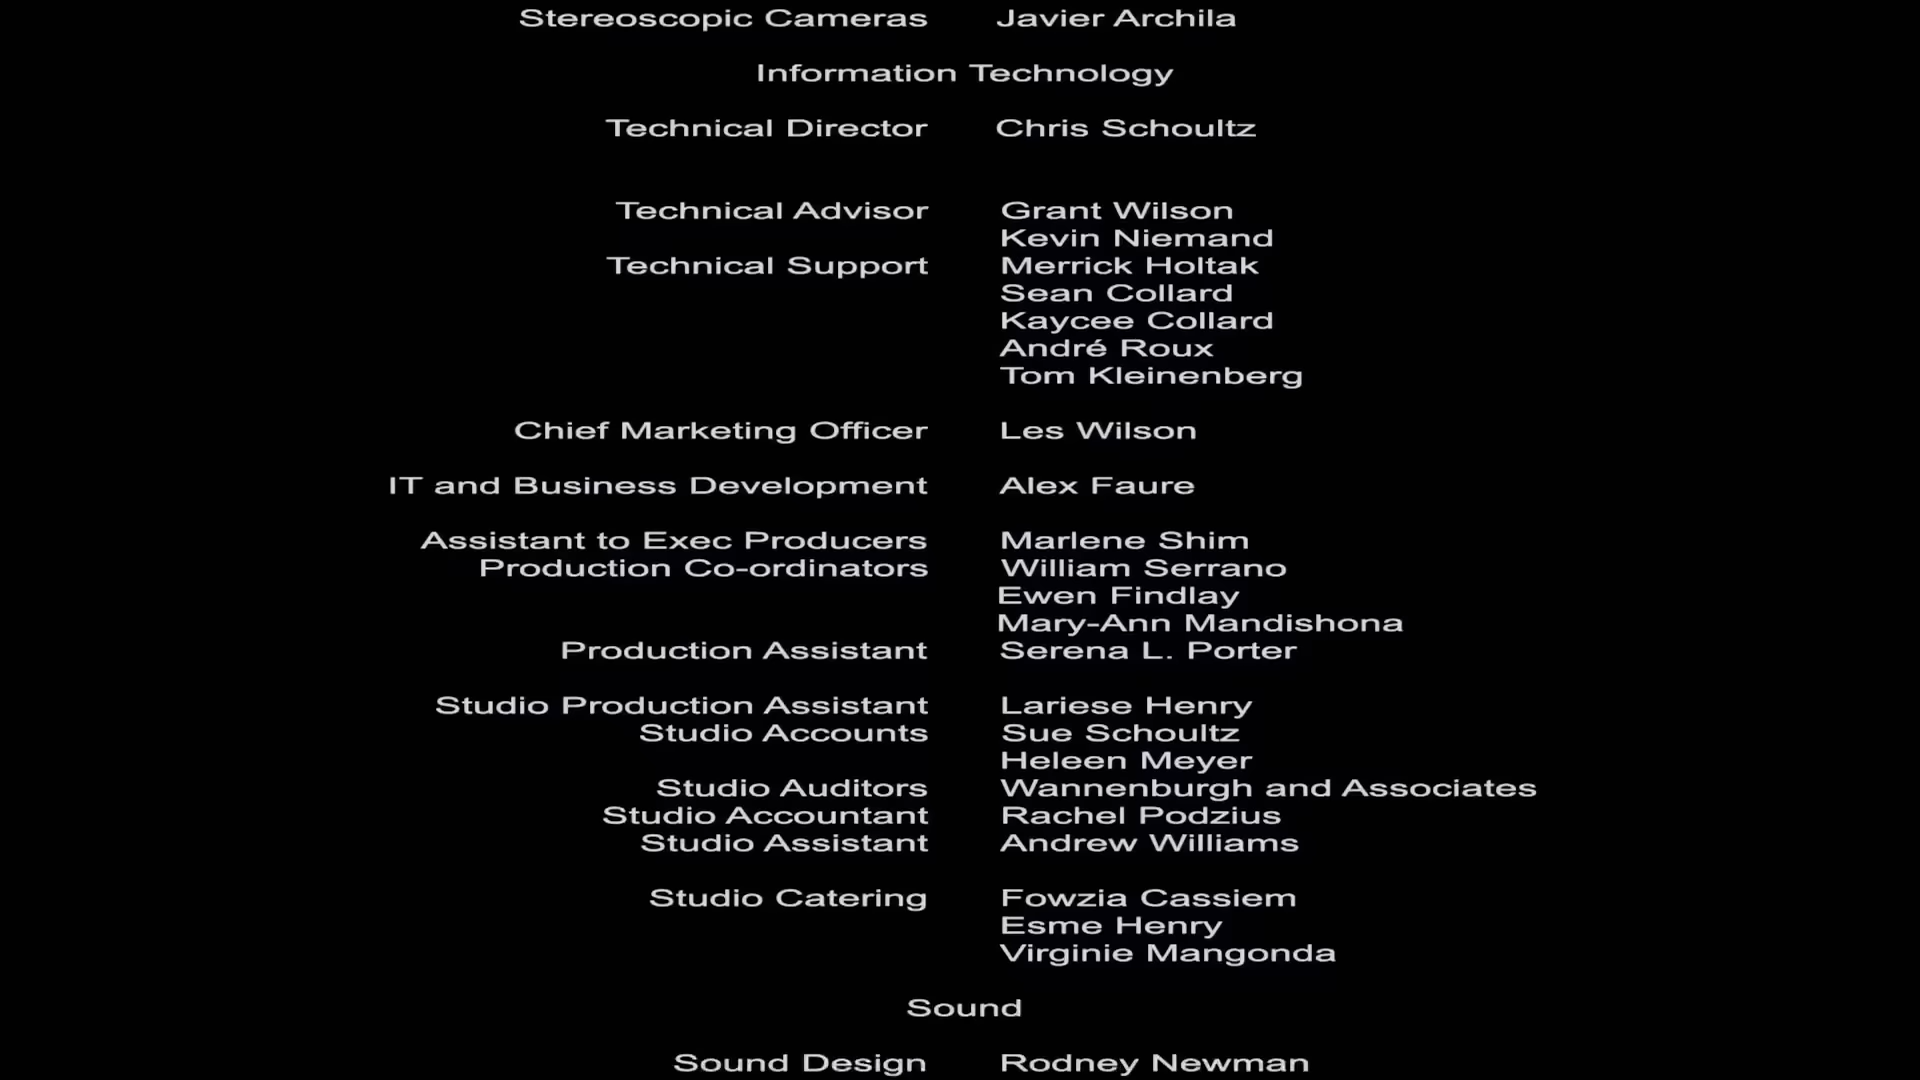 Stereoscopic Cameras Javier Archila
Information Technology
Technical Director Chris Schoultz
Technical Advisor Grant Wilson
Kevin Niemand
Technical Support Merrick Holtak
Sean Collard
Kaycee Collard
André Roux
Tom Kleinenberg
Chief Marketing Officer Les Wilson
IT and Business Development Alex Faure
Assistant to Exec Producers Marlene Shim
Production Co-ordinators William Serrano
Ewen Findlay
Mary-Ann Mandishona
Production Assistant Serena L. Porter
Studio Production Assistant Lariese Henry
Studio Accounts Sue Schoultz
Heleen Meyer
Studio Auditors Wannenburgh and Associates
Studio Accountant Rachel Podzius
Studio Assistant Andrew Williams
Studio Catering Fowzia Cassiem
Esme Henry
Virginie Mangonda
Sound
Sound Design Rodney Newman